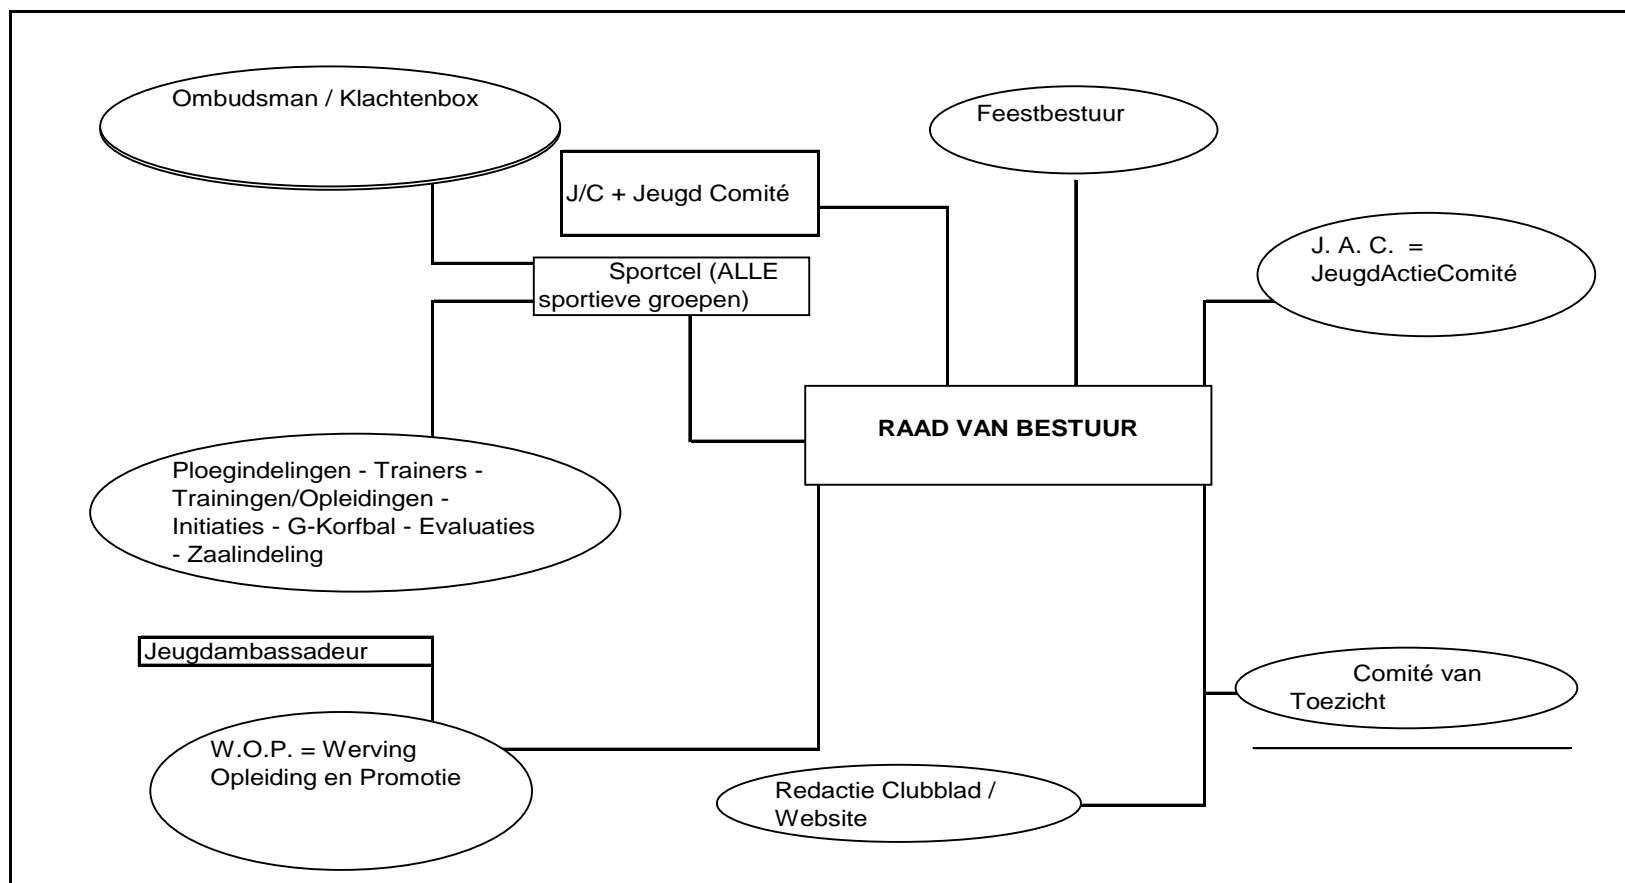 Ombudsman / Klachtenbox
Feestbestuur
J/C + Jeugd Comité
J. A. C.  =
JeugdActieComité
Sportcel (ALLE
sportieve groepen)
RAAD VAN BESTUUR
Ploegindelingen - Trainers -
Trainingen/Opleidingen -
Initiaties - G-Korfbal - Evaluaties
- Zaalindeling
Jeugdambassadeur
Comité van
Toezicht
W.O.P. = Werving
Opleiding en Promotie
Redactie Clubblad /
Website